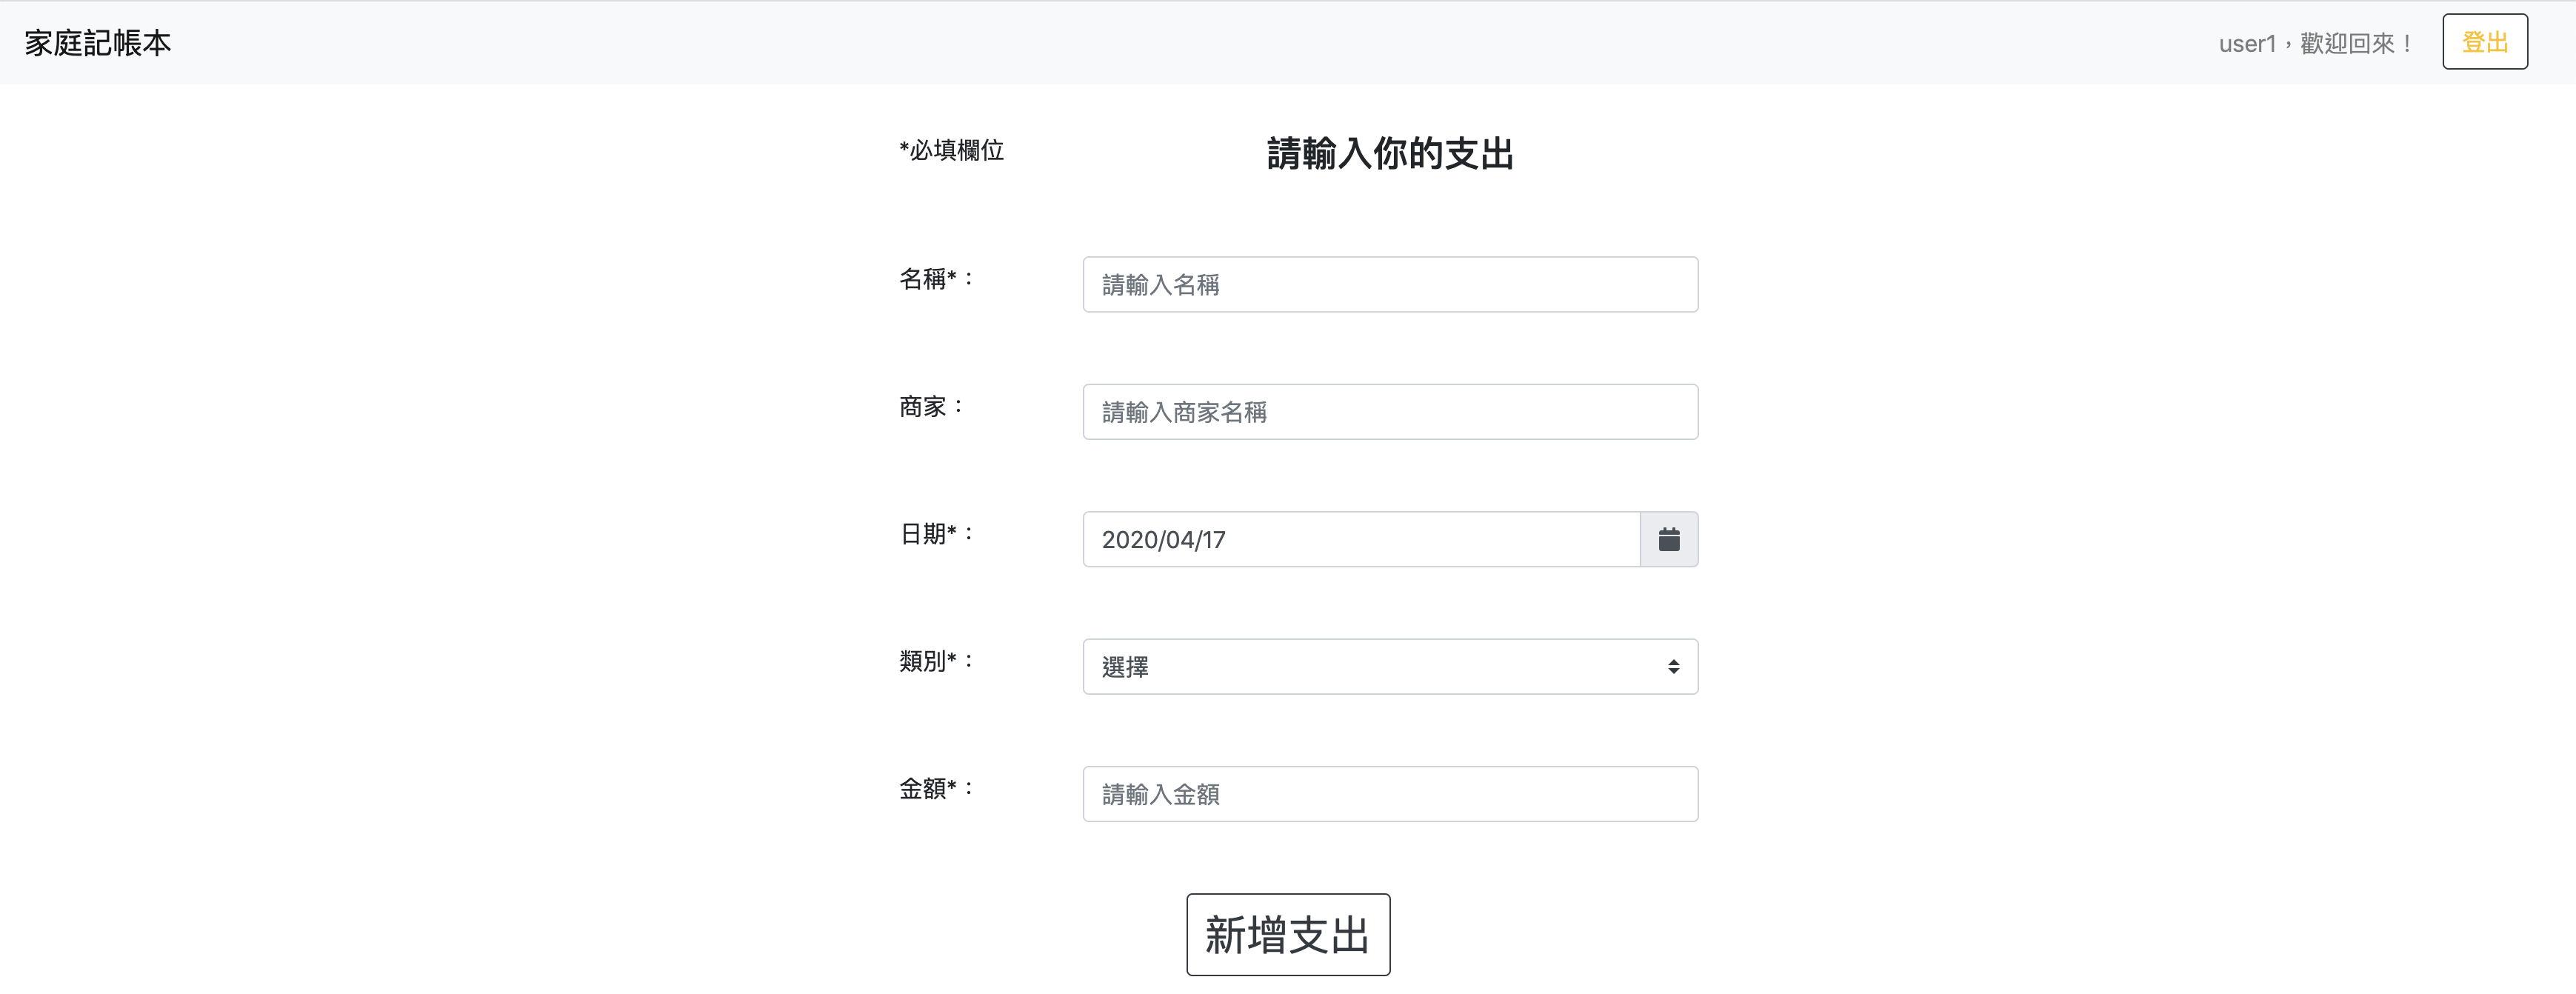 家庭記帳本
user1，歡迎回來！
登出
*必填欄位
請輸入你的支出
名稱*：
請輸入名稱
商家：
請輸入商家名稱
日期*：
2020/04/17
類別*：
選擇
金額*：
請輸入金額
新增支出